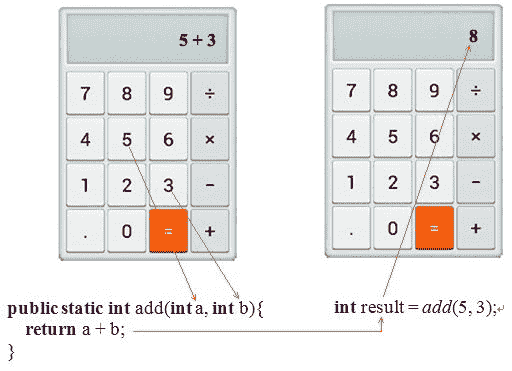 5 + 3
7 8 9 ÷
4 5 6 ×
1 2 3 −
. 0 = +
8
7 8 9 ÷
4 5 6 ×
1 2 3 −
. 0 = +
public static int add(int a, int b){
return a + b;
}
int result = add(5, 3);↵